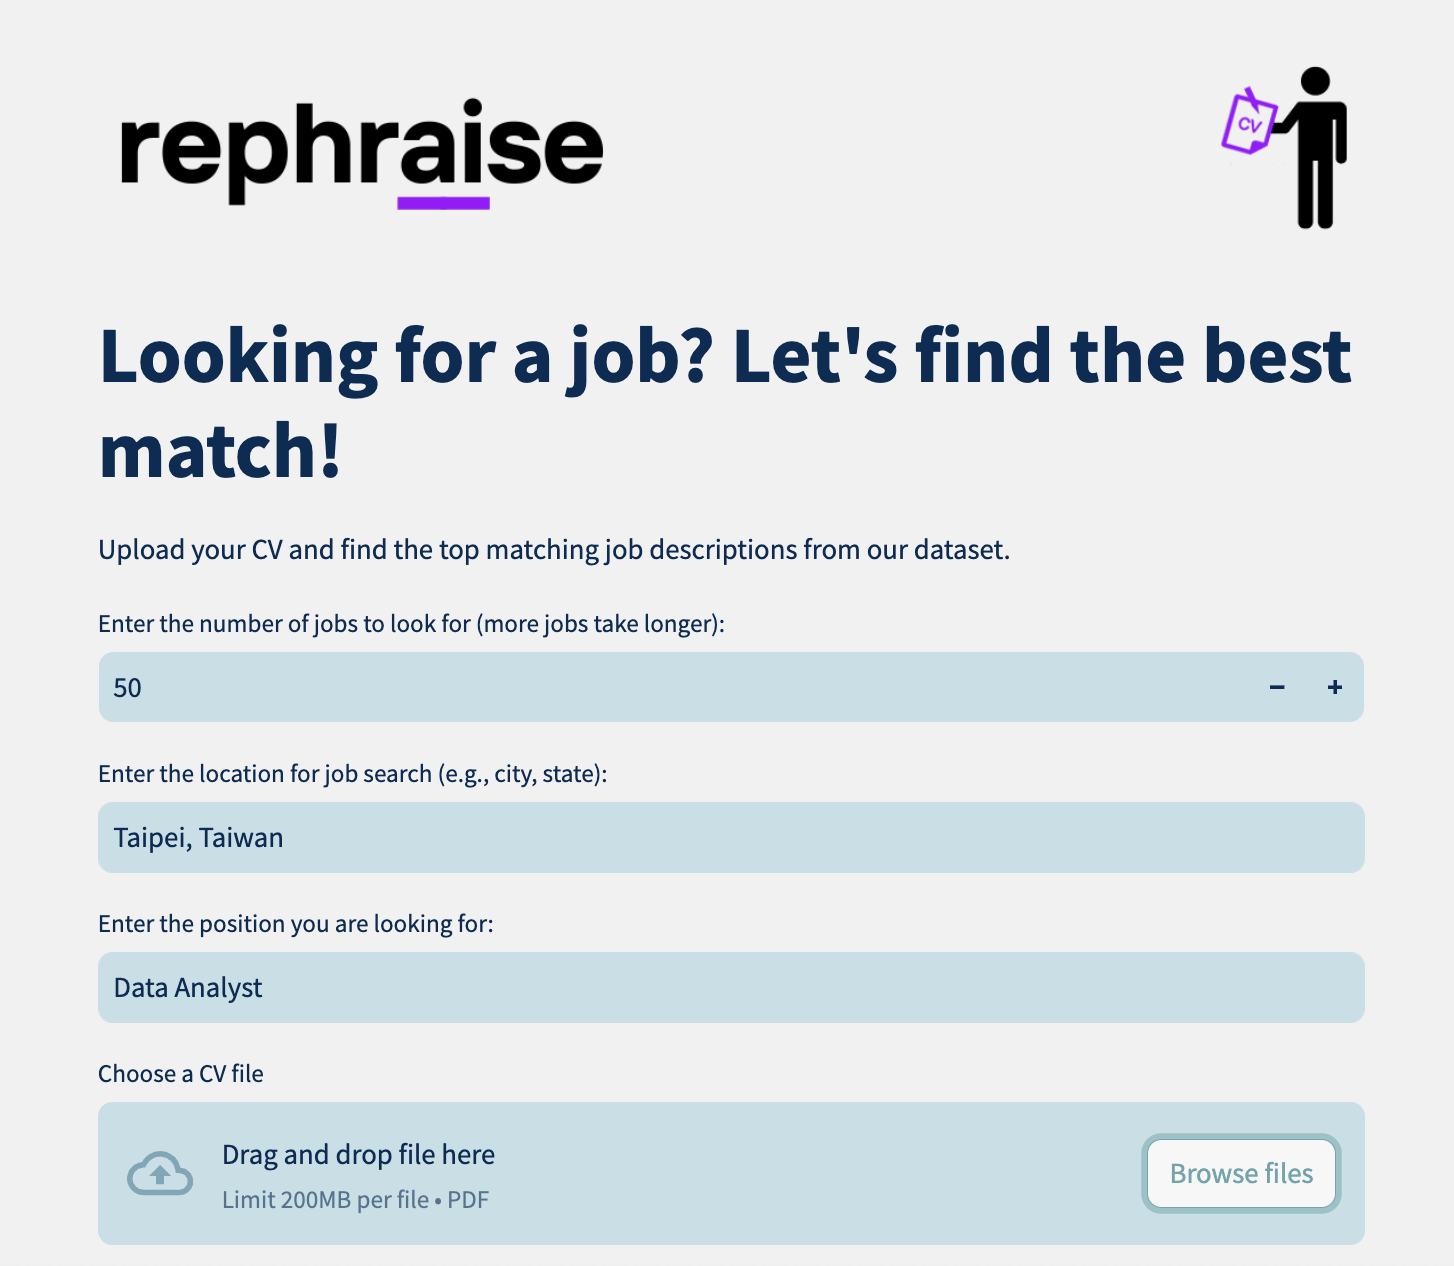 rephraise
CV
Looking for a job? Let's find the best
match!
Upload your CV and find the top matching job descriptions from our dataset.
Enter the number of jobs to look for (more jobs take longer):
50 − +
Enter the location for job search (e.g., city, state):
Taipei, Taiwan
Enter the position you are looking for:
Data Analyst
Choose a CV file
Drag and drop file here
Limit 200MB per file • PDF
Browse files